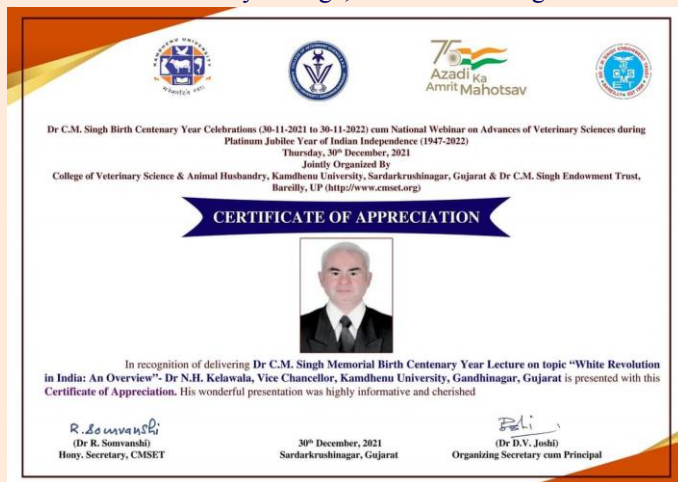 KAMDHENU UNIVERSITY
75
Azadi Ka
Amrit Mahotsav
Dr C.M. Singh Birth Centenary Year Celebrations (30-11-2021 to 30-11-2022) cum National Webinar on Advances of Veterinary Sciences during
Platinum Jubilee Year of Indian Independence (1947-2022)
Thursday, 30th December, 2021
Jointly Organized By
College of Veterinary Science & Animal Husbandry, Kamdhenu University, Sardarkrushinagar, Gujarat & Dr C.M. Singh Endowment Trust,
Bareilly, UP (http://www.cmset.org)
CERTIFICATE OF APPRECIATION
In recognition of delivering Dr C.M. Singh Memorial Birth Centenary Year Lecture on topic “White Revolution
in India: An Overview”- Dr N.H. Kelawala, Vice Chancellor, Kamdhenu University, Gandhinagar, Gujarat is presented with this
Certificate of Appreciation. His wonderful presentation was highly informative and cherished
R. Somvanshi
(Dr R. Somvanshi)
Hony. Secretary, CMSET
30th December, 2021
Sardarkrushinagar, Gujarat
(Dr D.V. Joshi)
Organizing Secretary cum Principal